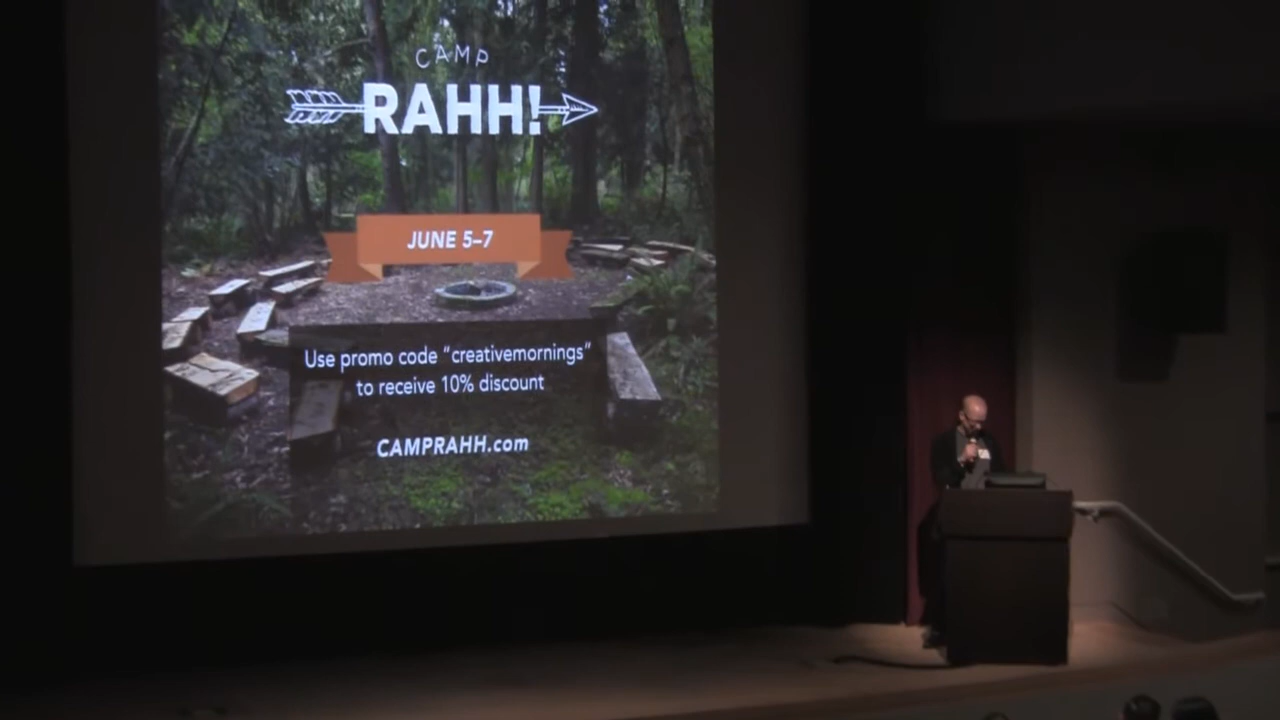 CAMP
RAHH!
JUNE 5–7
Use promo code “creativemornings”
to receive 10% discount
CAMPRAHH.com